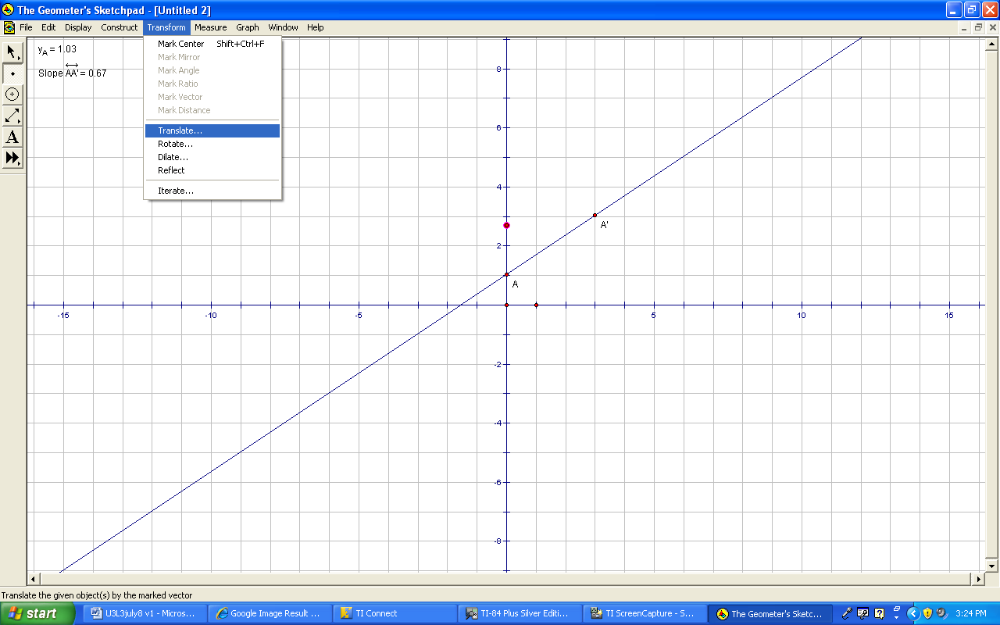 The Geometer's Sketchpad - [Untitled 2]
File Edit Display Construct Transform Measure Graph Window Help
yA = 1.03
Slope AA' = 0.67
Mark Center Shift+Ctrl+F
Mark Mirror
Mark Angle
Mark Ratio
Mark Vector
Mark Distance
Translate...
Rotate...
Dilate...
Reflect
Iterate...
A
8
6
4
A'
2
A
-15 -10 -5 5 10 15
-2
-4
-6
-8
Translate the given object(s) by the marked vector
start U3L3july8 v1 - Micros... Google Image Result ... TI Connect TI-84 Plus Silver Editi... TI ScreenCapture - S... The Geometer's Sketc... 3:24 PM